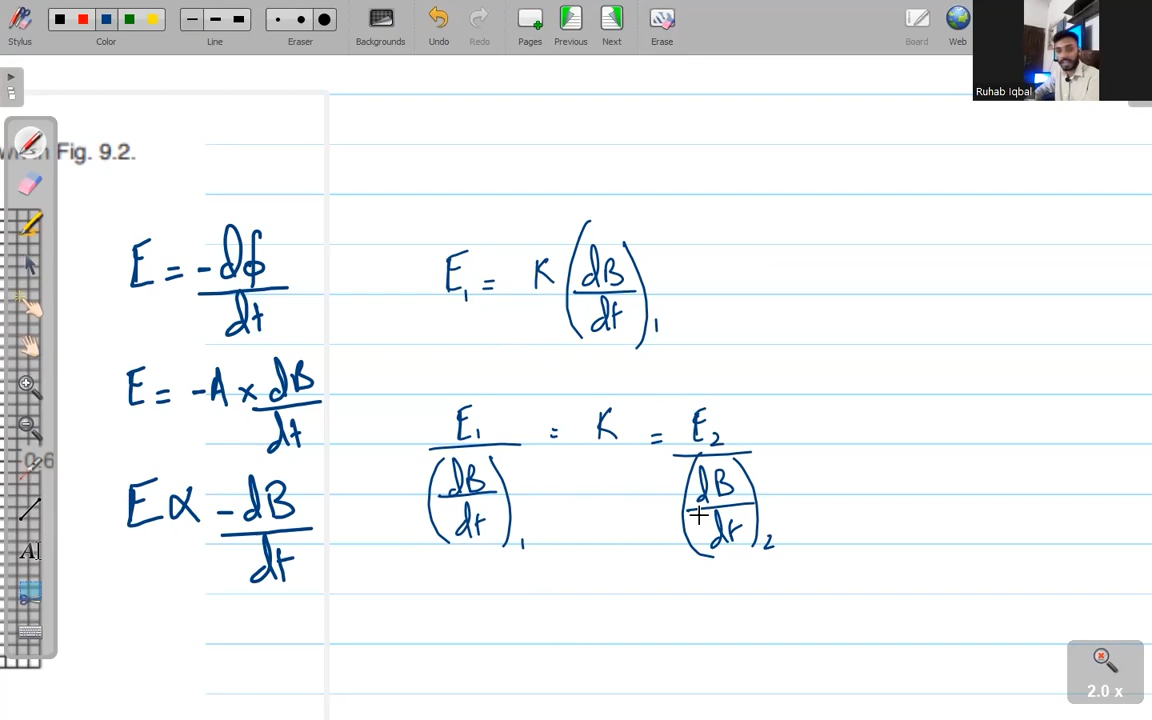 Stylus Color Line Eraser Backgrounds Undo Redo Pages Previous Next Erase Board Web
Ruhab Iqbal
Fig. 9.2.
E = -dϕ/dt
E = -A × dB/dt
E ∝ -dB/dt
E₁ = K (dB/dt)₁
E₁/(dB/dt)₁ = K = E₂/(dB/dt)₂
0.6
A
2.0 x